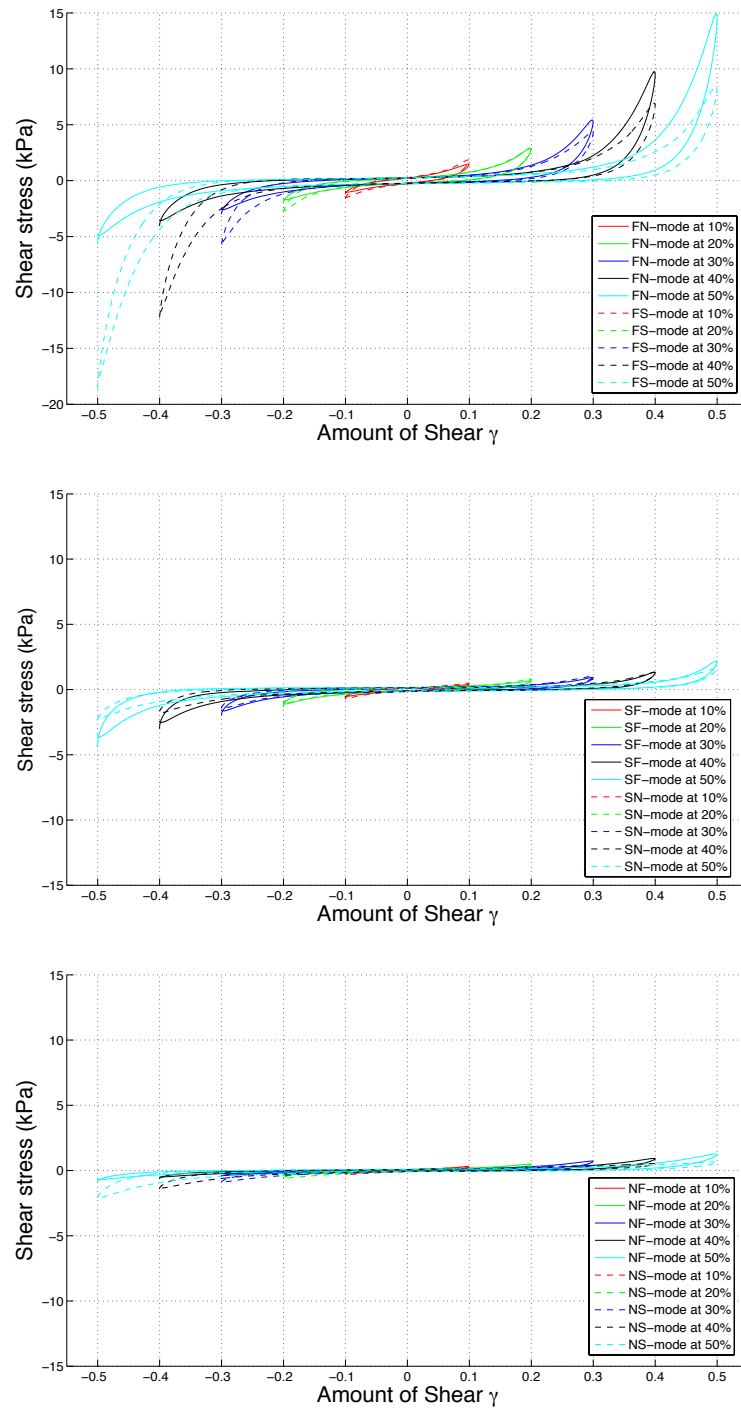 15
10
5
0
−5
−10
−15
−20
Shear stress (kPa)
FN−mode at 10%
FN−mode at 20%
FN−mode at 30%
FN−mode at 40%
FN−mode at 50%
FS−mode at 10%
FS−mode at 20%
FS−mode at 30%
FS−mode at 40%
FS−mode at 50%
−0.5 −0.4 −0.3 −0.2 −0.1 0 0.1 0.2 0.3 0.4 0.5
Amount of Shear γ
15
10
5
0
−5
−10
−15
Shear stress (kPa)
SF−mode at 10%
SF−mode at 20%
SF−mode at 30%
SF−mode at 40%
SF−mode at 50%
SN−mode at 10%
SN−mode at 20%
SN−mode at 30%
SN−mode at 40%
SN−mode at 50%
−0.5 −0.4 −0.3 −0.2 −0.1 0 0.1 0.2 0.3 0.4 0.5
Amount of Shear γ
15
10
5
0
−5
−10
−15
Shear stress (kPa)
NF−mode at 10%
NF−mode at 20%
NF−mode at 30%
NF−mode at 40%
NF−mode at 50%
NS−mode at 10%
NS−mode at 20%
NS−mode at 30%
NS−mode at 40%
NS−mode at 50%
−0.5 −0.4 −0.3 −0.2 −0.1 0 0.1 0.2 0.3 0.4 0.5
Amount of Shear γ